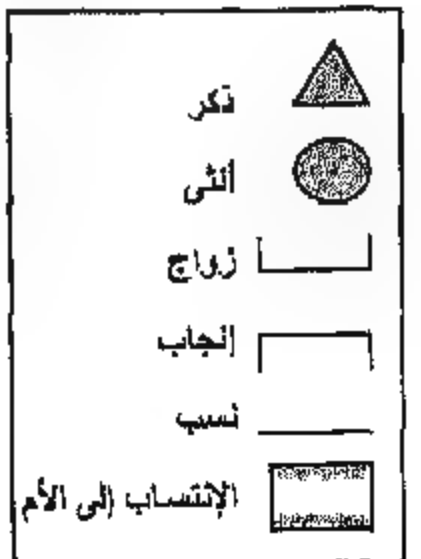 ذكر
أنثى
زواج
إنجاب
نسب
الإنتساب إلى الأم